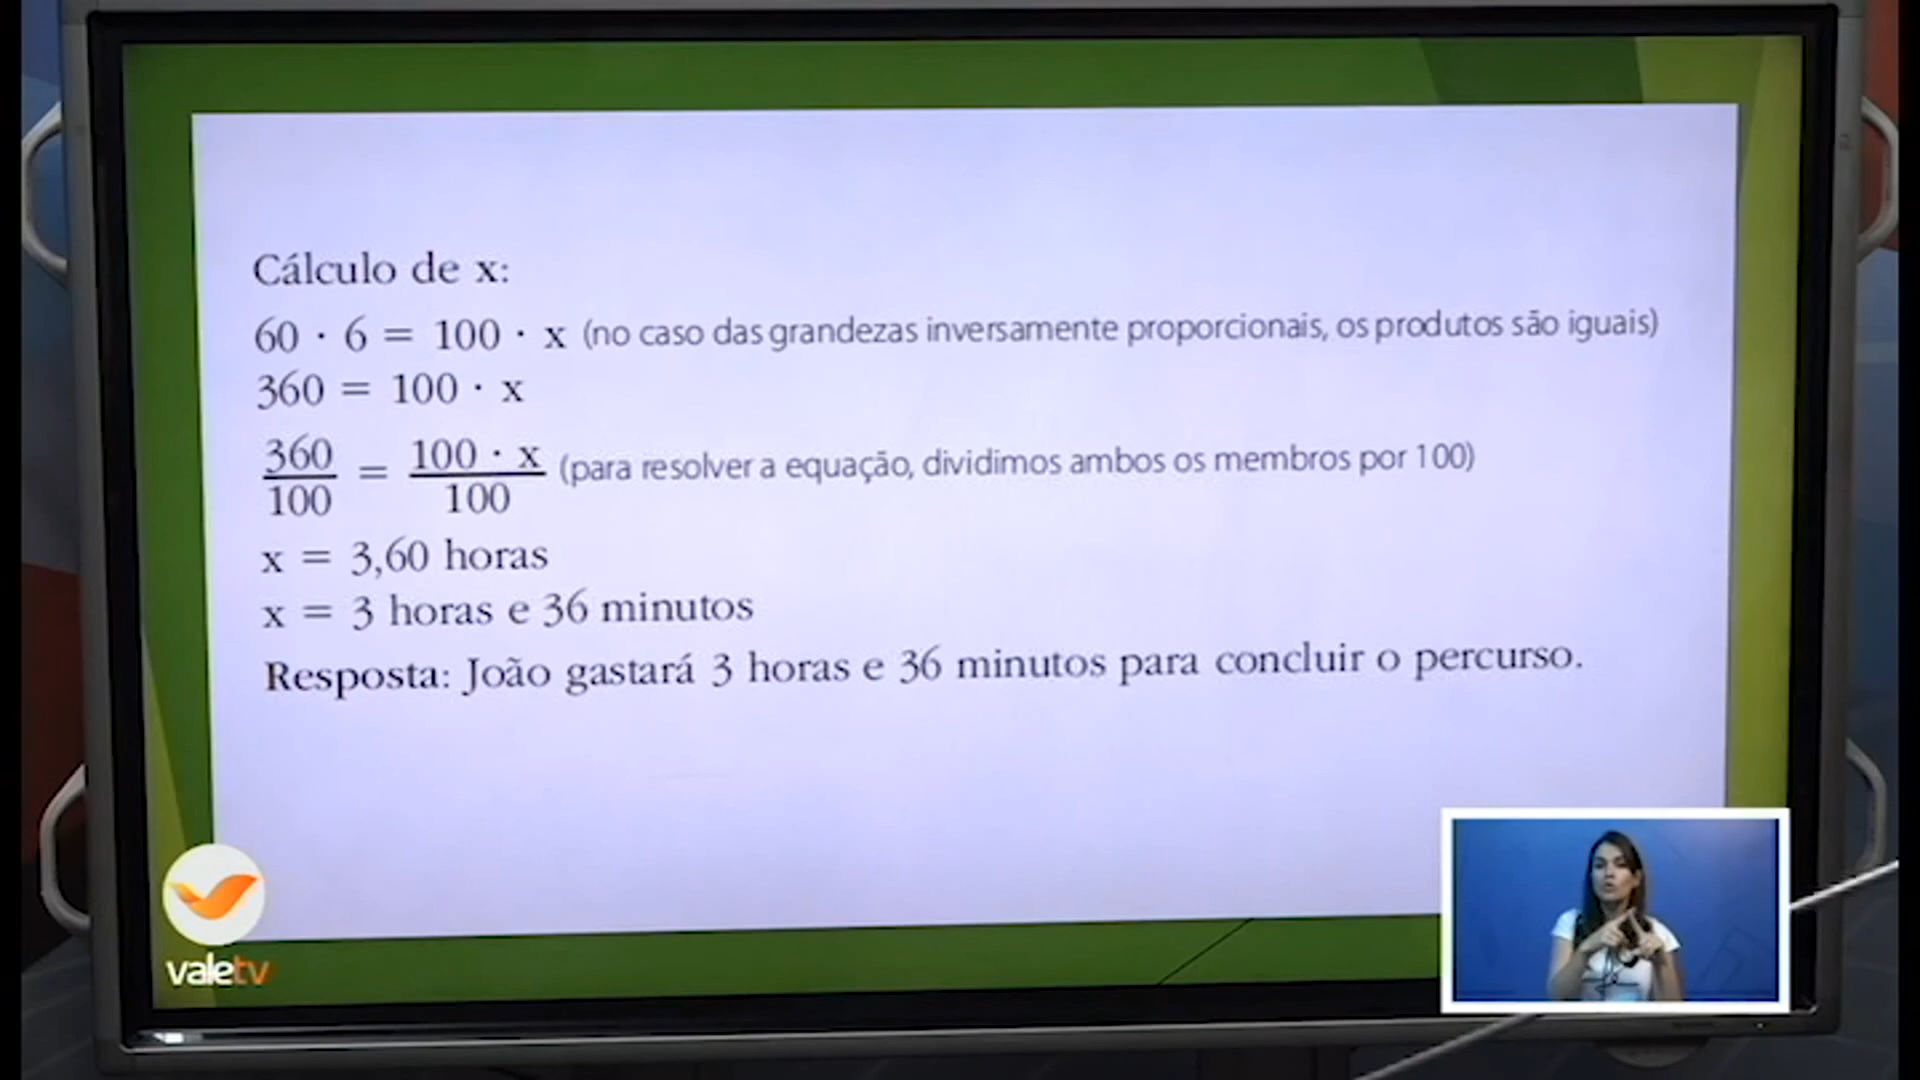 Cálculo de x:
60 · 6 = 100 · x (no caso das grandezas inversamente proporcionais, os produtos são iguais)
360 = 100 · x
360/100 = 100 · x/100 (para resolver a equação, dividimos ambos os membros por 100)
x = 3,60 horas
x = 3 horas e 36 minutos
Resposta: João gastará 3 horas e 36 minutos para concluir o percurso.
valetv